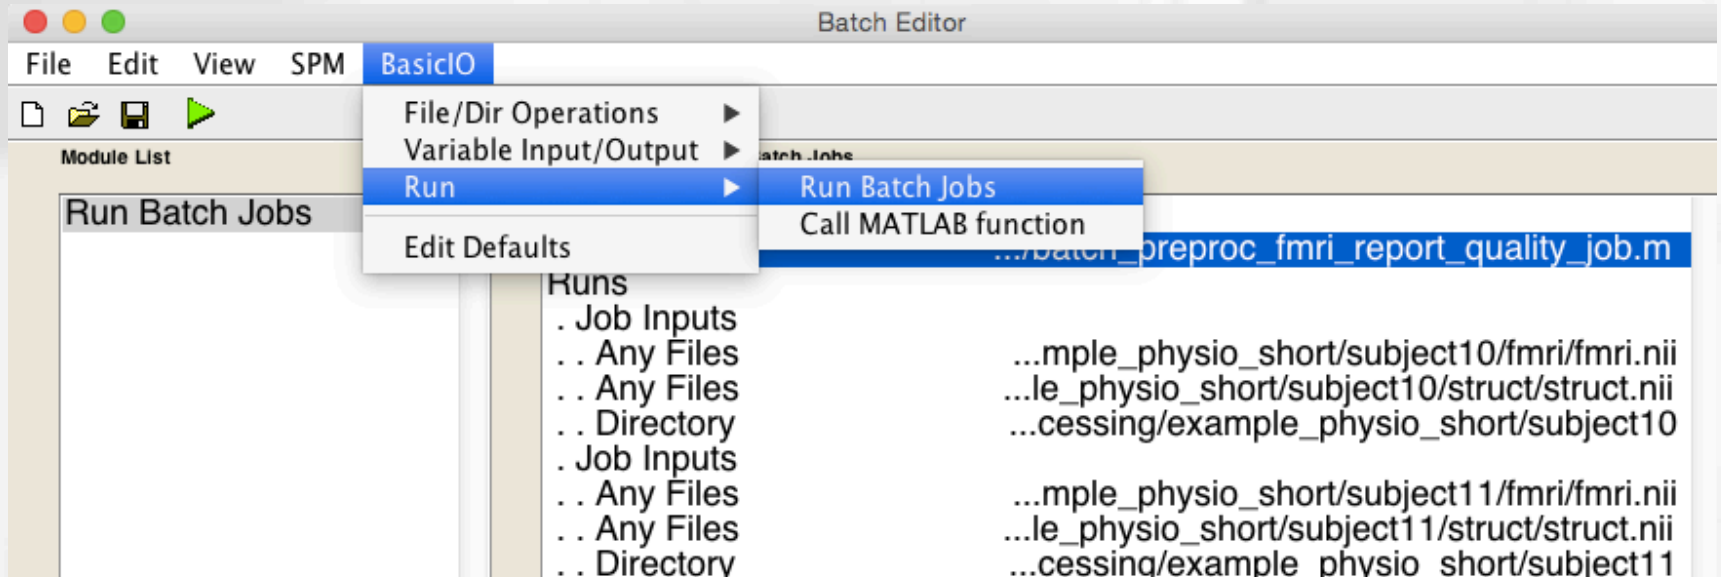 Batch Editor
File Edit View SPM BasicIO
File/Dir Operations
Variable Input/Output
Module List
Batch Jobs
Run
Run Batch Jobs
Run Batch Jobs
Call MATLAB function
Edit Defaults
.../batch_preproc_fmri_report_quality_job.m
Runs
. Job Inputs
. . Any Files ...mple_physio_short/subject10/fmri/fmri.nii
. . Any Files ...le_physio_short/subject10/struct/struct.nii
. . Directory ...cessing/example_physio_short/subject10
. Job Inputs
. . Any Files ...mple_physio_short/subject11/fmri/fmri.nii
. . Any Files ...le_physio_short/subject11/struct/struct.nii
. . Directory ...cessing/example_physio_short/subject11